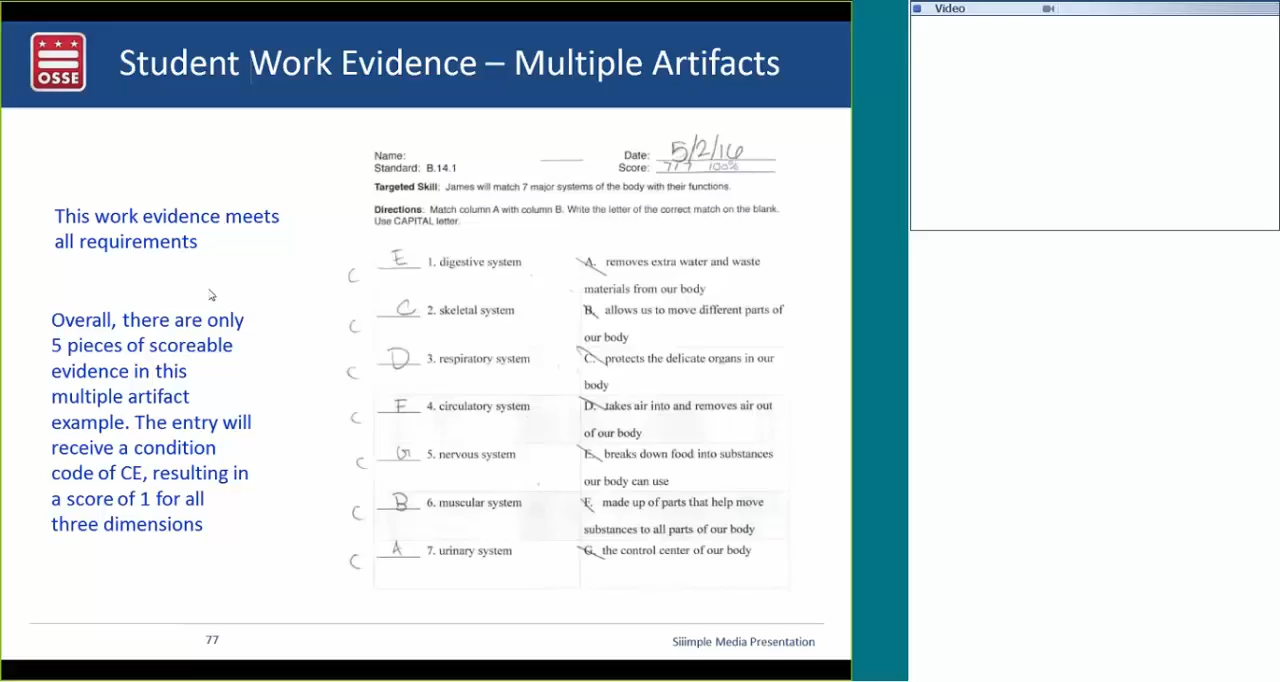 Video
OSSE
Student Work Evidence – Multiple Artifacts
This work evidence meets
all requirements
Overall, there are only
5 pieces of scoreable
evidence in this
multiple artifact
example. The entry will
receive a condition
code of CE, resulting in
a score of 1 for all
three dimensions
Name:
Date: 5/2/16
Standard: B.14.1
Score: 7/7 100%
Targeted Skill: James will match 7 major systems of the body with their functions.
Directions: Match column A with column B. Write the letter of the correct match on the blank.
Use CAPITAL letter.
E 1. digestive system A. removes extra water and waste
C materials from our body
C 2. skeletal system B. allows us to move different parts of
C our body
D 3. respiratory system C. protects the delicate organs in our
C body
F 4. circulatory system D. takes air into and removes air out
C of our body
G 5. nervous system E. breaks down food into substances
C our body can use
B 6. muscular system F. made up of parts that help move
C substances to all parts of our body
A 7. urinary system G. the control center of our body
C
77
Siiimple Media Presentation